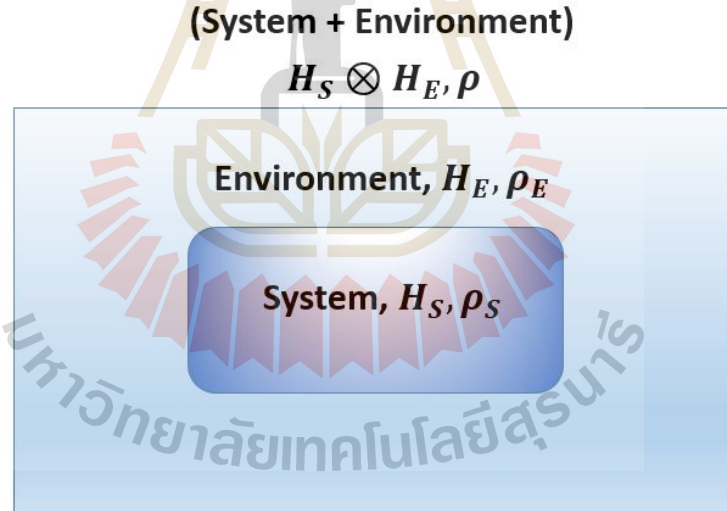 (System + Environment)
H_S ⊗ H_E, ρ
Environment, H_E, ρ_E
System, H_S, ρ_S
มหาวิทยาลัยเทคโนโลยีสุรนารี